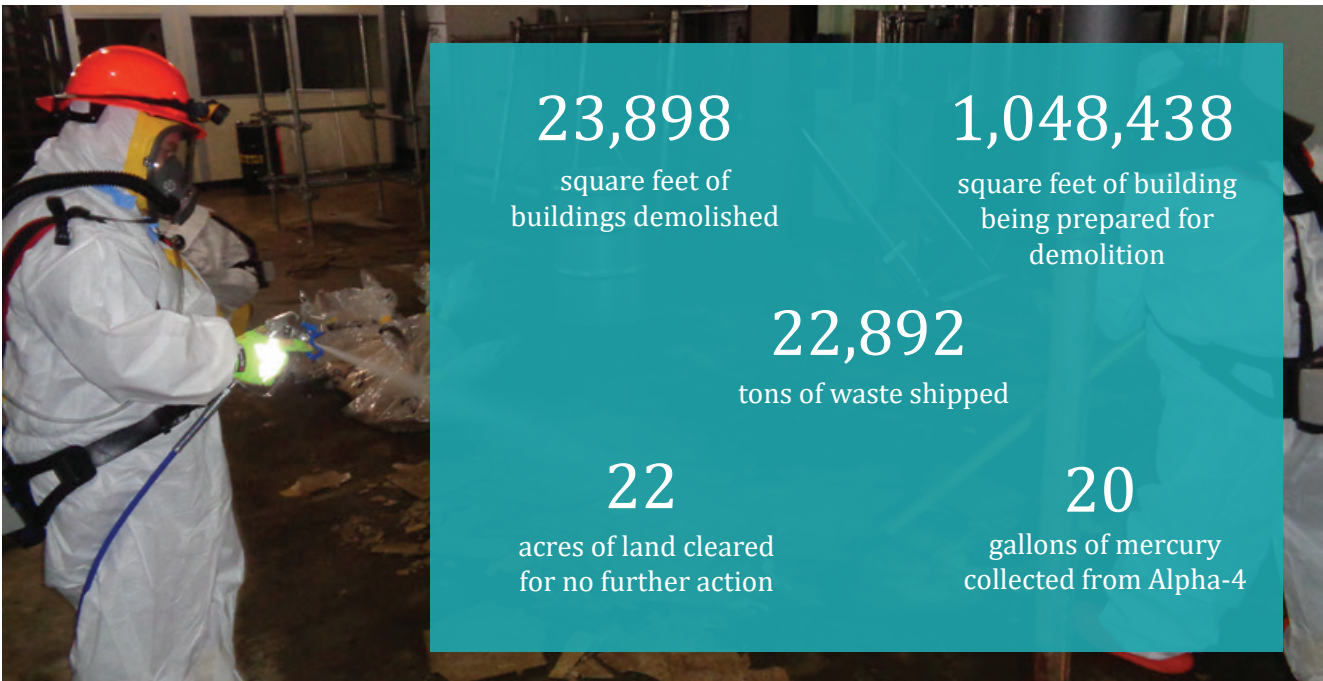 23,898
square feet of
buildings demolished
1,048,438
square feet of building
being prepared for
demolition
22,892
tons of waste shipped
22
acres of land cleared
for no further action
20
gallons of mercury
collected from Alpha-4